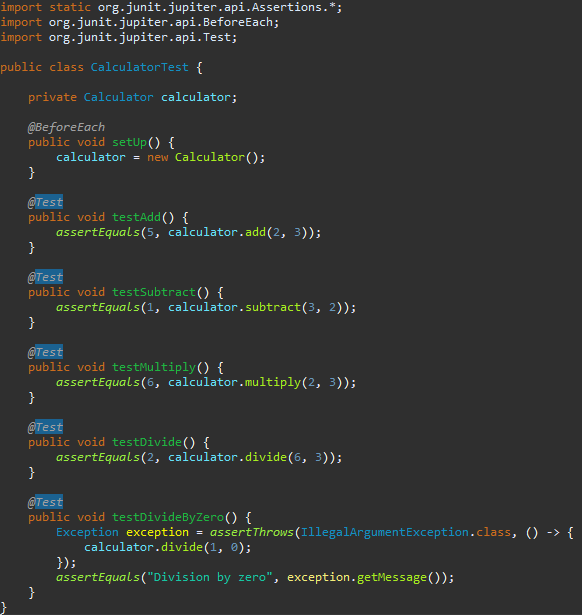 import static org.junit.jupiter.api.Assertions.*;
import org.junit.jupiter.api.BeforeEach;
import org.junit.jupiter.api.Test;

public class CalculatorTest {

    private Calculator calculator;

    @BeforeEach
    public void setUp() {
        calculator = new Calculator();
    }

    @Test
    public void testAdd() {
        assertEquals(5, calculator.add(2, 3));
    }

    @Test
    public void testSubtract() {
        assertEquals(1, calculator.subtract(3, 2));
    }

    @Test
    public void testMultiply() {
        assertEquals(6, calculator.multiply(2, 3));
    }

    @Test
    public void testDivide() {
        assertEquals(2, calculator.divide(6, 3));
    }

    @Test
    public void testDivideByZero() {
        Exception exception = assertThrows(IllegalArgumentException.class, () -> {
            calculator.divide(1, 0);
        });
        assertEquals("Division by zero", exception.getMessage());
    }
}